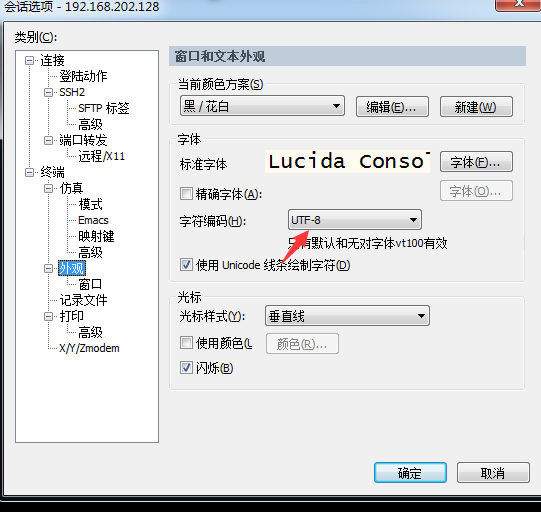 会话选项 - 192.168.202.128
类别(C):
连接
登陆动作
SSH2
SFTP 标签
高级
端口转发
远程/X11
终端
仿真
模式
Emacs
映射键
高级
外观
窗口
记录文件
打印
高级
X/Y/Zmodem
窗口和文本外观
当前颜色方案(S)
黑 / 花白
编辑(E)...
新建(W)
字体
标准字体
Lucida Conso
字体(F)...
精确字体(A):
字体(O)...
字符编码(H):
UTF-8
只有默认和无对字体vt100有效
使用 Unicode 线条绘制字符(D)
光标
光标样式(Y):
垂直线
使用颜色(L
颜色(R)...
闪烁(B)
确定
取消